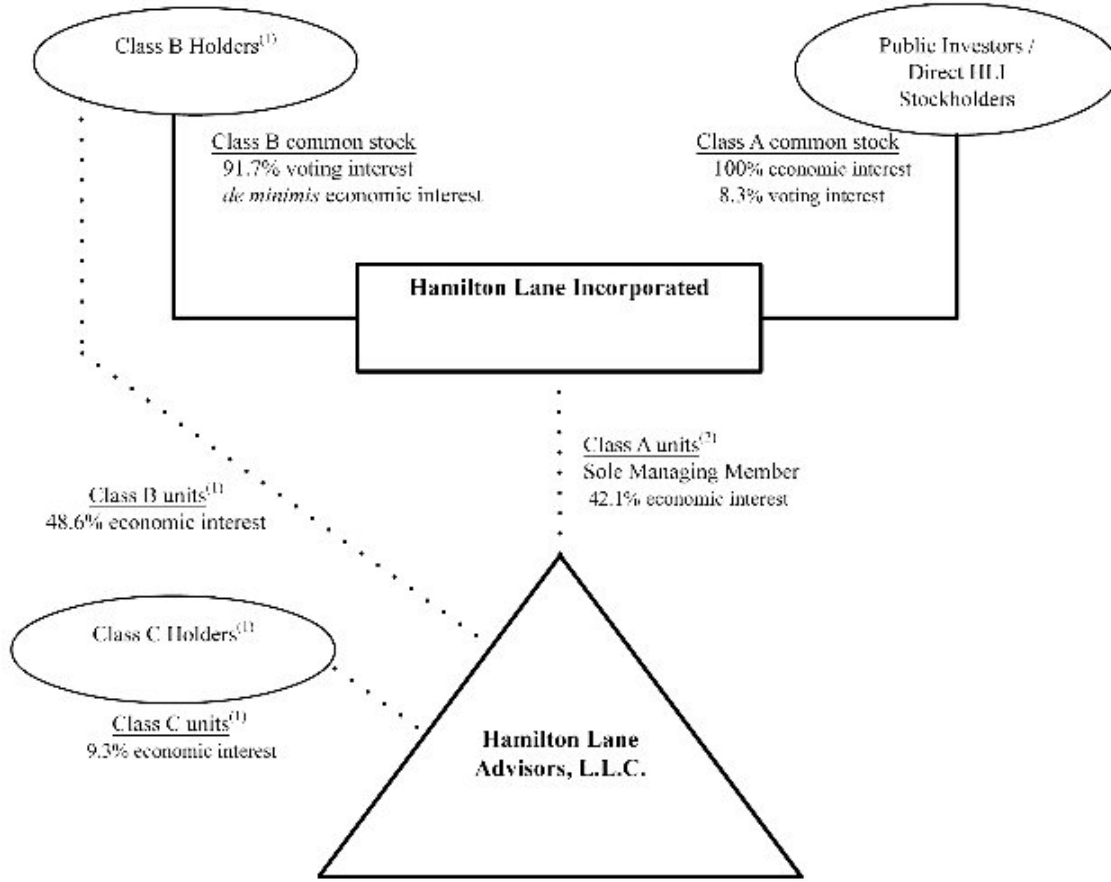 Class B Holders(1)
Public Investors /
Direct HLI
Stockholders
Class B common stock
91.7% voting interest
de minimis economic interest
Class A common stock
100% economic interest
8.3% voting interest
Hamilton Lane Incorporated
Class A units(2)
Sole Managing Member
42.1% economic interest
Class B units(1)
48.6% economic interest
Class C Holders(1)
Class C units(1)
9.3% economic interest
Hamilton Lane
Advisors, L.L.C.